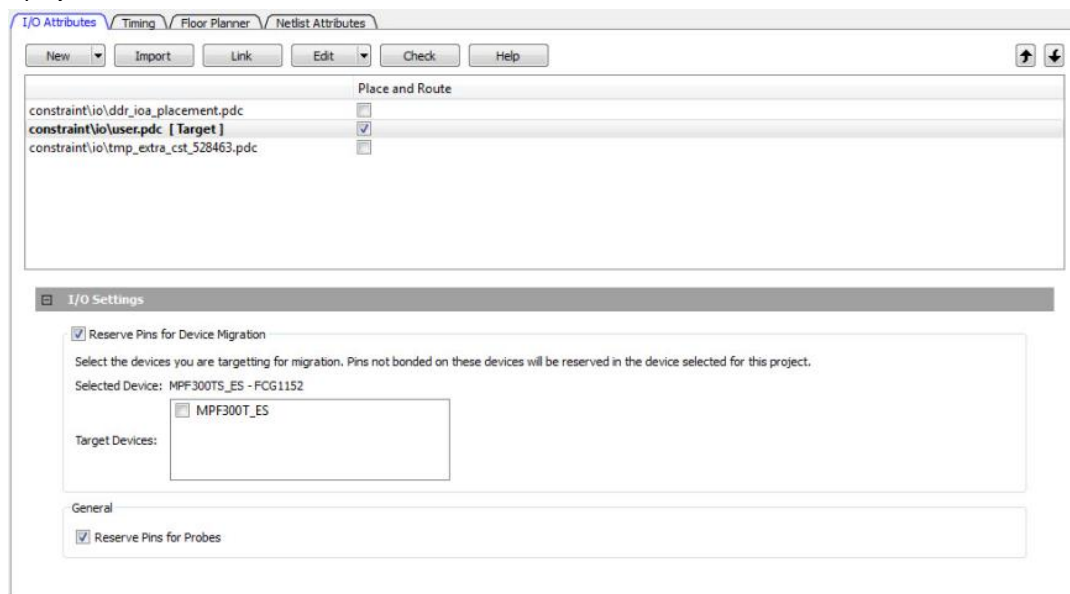 I/O Attributes Timing Floor Planner Netlist Attributes
New Import Link Edit Check Help
Place and Route
constraint\io\ddr_ioa_placement.pdc
constraint\io\user.pdc [ Target ]
constraint\io\tmp_extra_cst_528463.pdc
I/O Settings
Reserve Pins for Device Migration
Select the devices you are targetting for migration. Pins not bonded on these devices will be reserved in the device selected for this project.
Selected Device: MPF300TS_ES - FCG1152
MPF300T_ES
Target Devices:
General
Reserve Pins for Probes